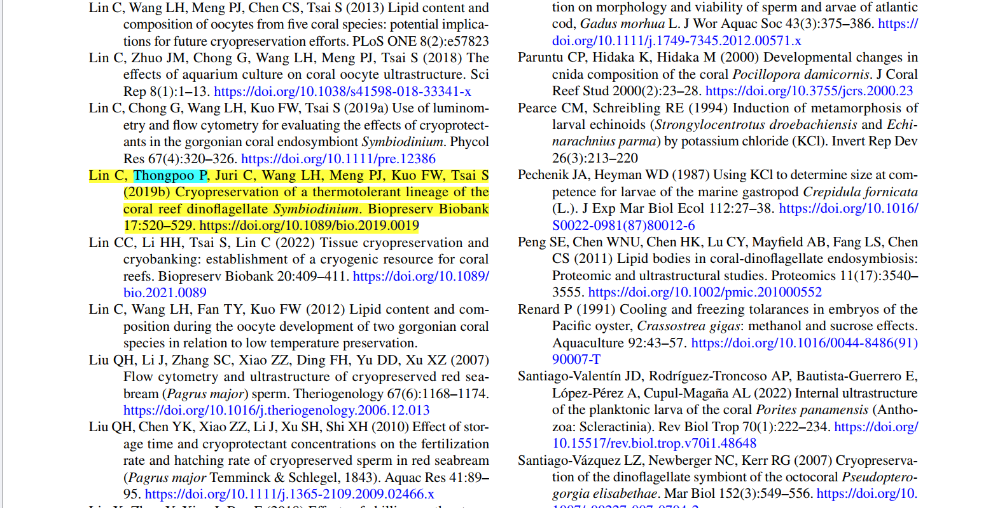 Lin C, Wang LH, Meng PJ, Chen CS, Tsai S (2013) Lipid content and
composition of oocytes from five coral species: potential implica-
tions for future cryopreservation efforts. PLoS ONE 8(2):e57823
Lin C, Zhuo JM, Chong G, Wang LH, Meng PJ, Tsai S (2018) The
effects of aquarium culture on coral oocyte ultrastructure. Sci
Rep 8(1):1–13. https://doi.org/10.1038/s41598-018-33341-x
Lin C, Chong G, Wang LH, Kuo FW, Tsai S (2019a) Use of luminom-
etry and flow cytometry for evaluating the effects of cryoprotect-
ants in the gorgonian coral endosymbiont Symbiodinium. Phycol
Res 67(4):320–326. https://doi.org/10.1111/pre.12386
Lin C, Thongpoo P, Juri C, Wang LH, Meng PJ, Kuo FW, Tsai S
(2019b) Cryopreservation of a thermotolerant lineage of the
coral reef dinoflagellate Symbiodinium. Biopreserv Biobank
17:520–529. https://doi.org/10.1089/bio.2019.0019
Lin CC, Li HH, Tsai S, Lin C (2022) Tissue cryopreservation and
cryobanking: establishment of a cryogenic resource for coral
reefs. Biopreserv Biobank 20:409–411. https://doi.org/10.1089/
bio.2021.0089
Lin C, Wang LH, Fan TY, Kuo FW (2012) Lipid content and com-
position during the oocyte development of two gorgonian coral
species in relation to low temperature preservation.
Liu QH, Li J, Zhang SC, Xiao ZZ, Ding FH, Yu DD, Xu XZ (2007)
Flow cytometry and ultrastructure of cryopreserved red sea-
bream (Pagrus major) sperm. Theriogenology 67(6):1168–1174.
https://doi.org/10.1016/j.theriogenology.2006.12.013
Liu QH, Chen YK, Xiao ZZ, Li J, Xu SH, Shi XH (2010) Effect of stor-
age time and cryoprotectant concentrations on the fertilization
rate and hatching rate of cryopreserved sperm in red seabream
(Pagrus major Temminck & Schlegel, 1843). Aquac Res 41:89–
95. https://doi.org/10.1111/j.1365-2109.2009.02466.x
tion on morphology and viability of sperm and arvae of atlantic
cod, Gadus morhua L. J Wor Aquac Soc 43(3):375–386. https://
doi.org/10.1111/j.1749-7345.2012.00571.x
Paruntu CP, Hidaka K, Hidaka M (2000) Developmental changes in
cnida composition of the coral Pocillopora damicornis. J Coral
Reef Stud 2000(2):23–28. https://doi.org/10.3755/jcrs.2000.23
Pearce CM, Schreibling RE (1994) Induction of metamorphosis of
larval echinoids (Strongylocentrotus droebachiensis and Echi-
narachnius parma) by potassium chloride (KCl). Invert Rep Dev
26(3):213–220
Pechenik JA, Heyman WD (1987) Using KCl to determine size at com-
petence for larvae of the marine gastropod Crepidula fornicata
(L.). J Exp Mar Biol Ecol 112:27–38. https://doi.org/10.1016/
S0022-0981(87)80012-6
Peng SE, Chen WNU, Chen HK, Lu CY, Mayfield AB, Fang LS, Chen
CS (2011) Lipid bodies in coral-dinoflagellate endosymbiosis:
Proteomic and ultrastructural studies. Proteomics 11(17):3540–
3555. https://doi.org/10.1002/pmic.201000552
Renard P (1991) Cooling and freezing tolarances in embryos of the
Pacific oyster, Crassostrea gigas: methanol and sucrose effects.
Aquaculture 92:43–57. https://doi.org/10.1016/0044-8486(91)
90007-T
Santiago-Valentín JD, Rodríguez-Troncoso AP, Bautista-Guerrero E,
López-Pérez A, Cupul-Magaña AL (2022) Internal ultrastructure
of the planktonic larva of the coral Porites panamensis (Antho-
zoa: Scleractinia). Rev Biol Trop 70(1):222–234. https://doi.org/
10.15517/rev.biol.trop.v70i1.48648
Santiago-Vázquez LZ, Newberger NC, Kerr RG (2007) Cryopreserva-
tion of the dinoflagellate symbiont of the octocoral Pseudoptero-
gorgia elisabethae. Mar Biol 152(3):549–556. https://doi.org/10.